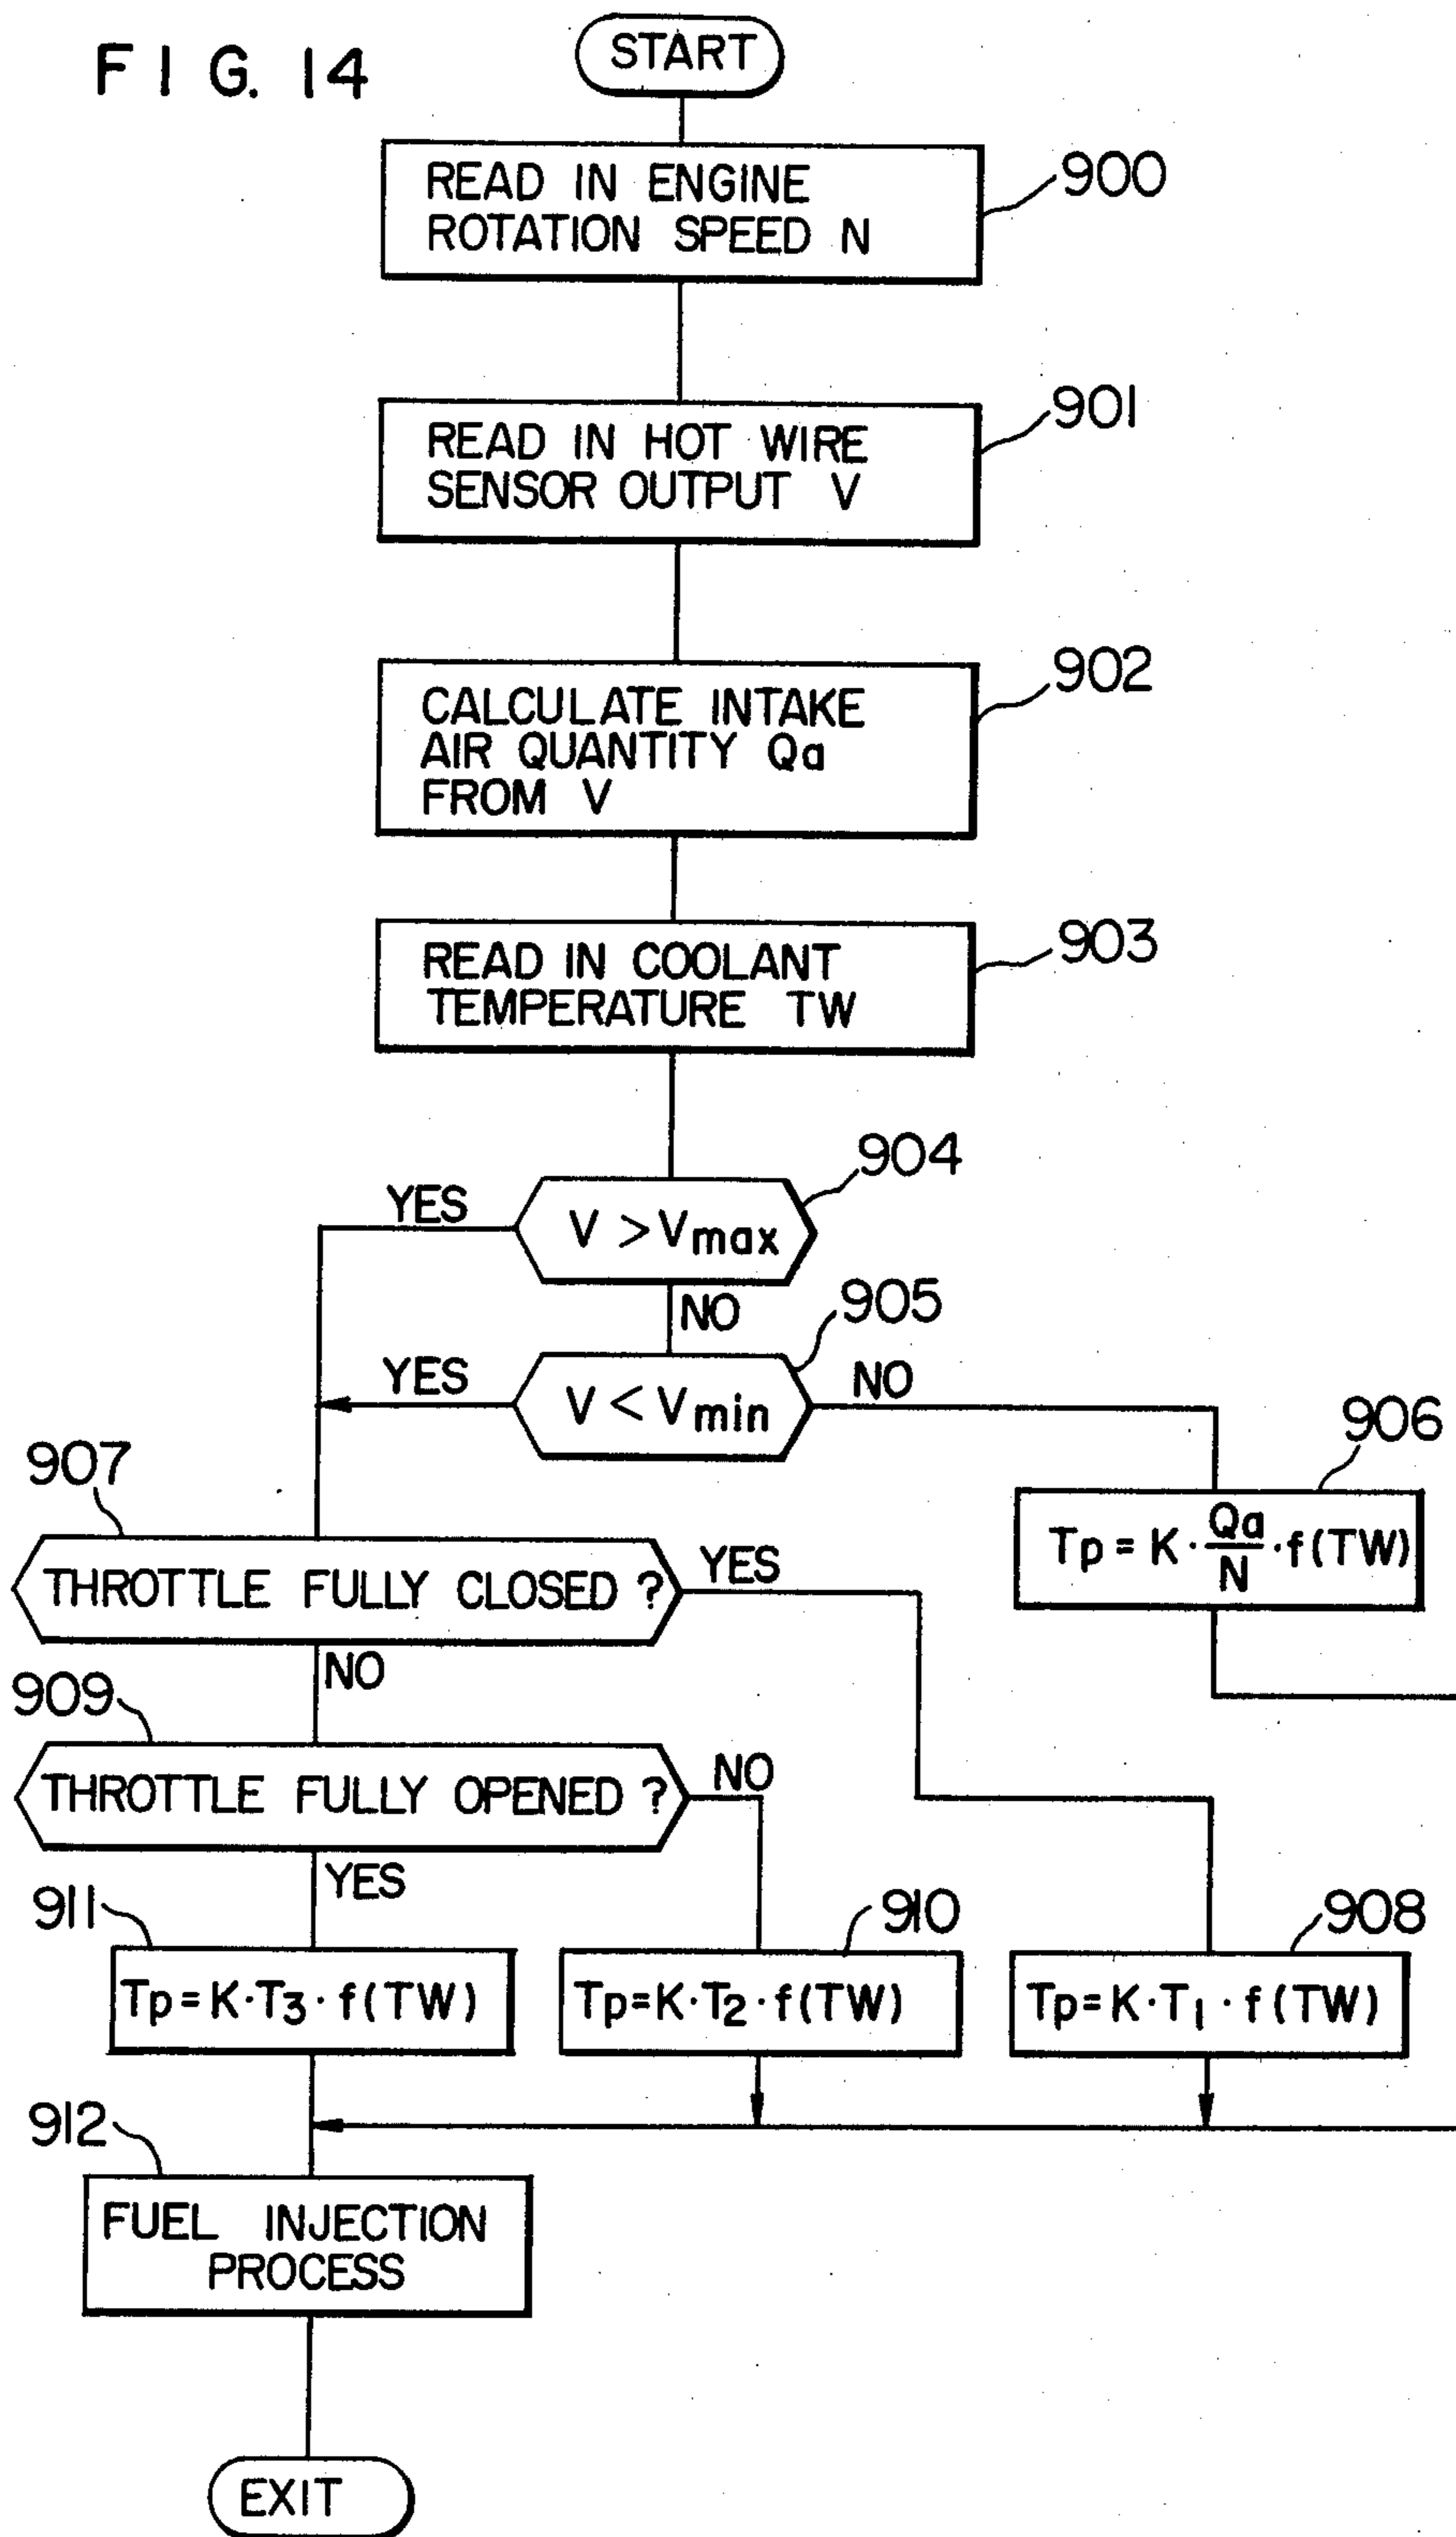 FIG. 14
START
READ IN ENGINE
ROTATION SPEED N
900
READ IN HOT WIRE
SENSOR OUTPUT V
901
CALCULATE INTAKE
AIR QUANTITY Qa
FROM V
902
READ IN COOLANT
TEMPERATURE TW
903
904
YES
V > Vmax
NO
905
YES
V < Vmin
NO
906
Tp = K · Qa/N · f(TW)
907
THROTTLE FULLY CLOSED ?
YES
NO
909
THROTTLE FULLY OPENED ?
NO
YES
911
Tp = K · T3 · f(TW)
910
Tp = K · T2 · f(TW)
908
Tp = K · T1 · f(TW)
912
FUEL INJECTION
PROCESS
EXIT